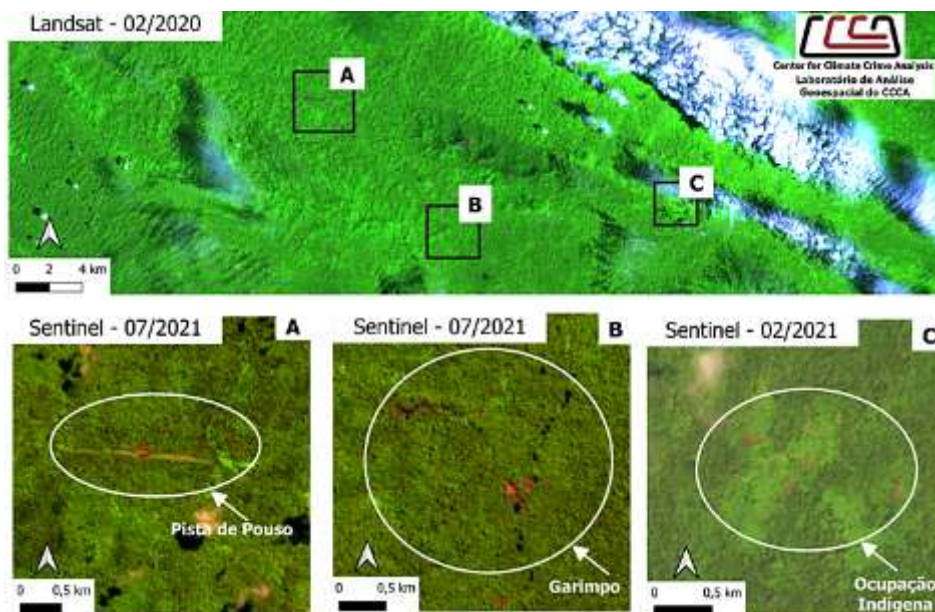 Landsat - 02/2020
CCCA
Center for Climate Crime Analysis
Laboratório de Análise
Geoespacial do CCCA
A
B
C
0 2 4 km
Sentinel - 07/2021
A
Pista de Pouso
0 0,5 km
Sentinel - 07/2021
B
Garimpo
0 0,5 km
Sentinel - 02/2021
C
Ocupação
Indígena
0 0,5 km